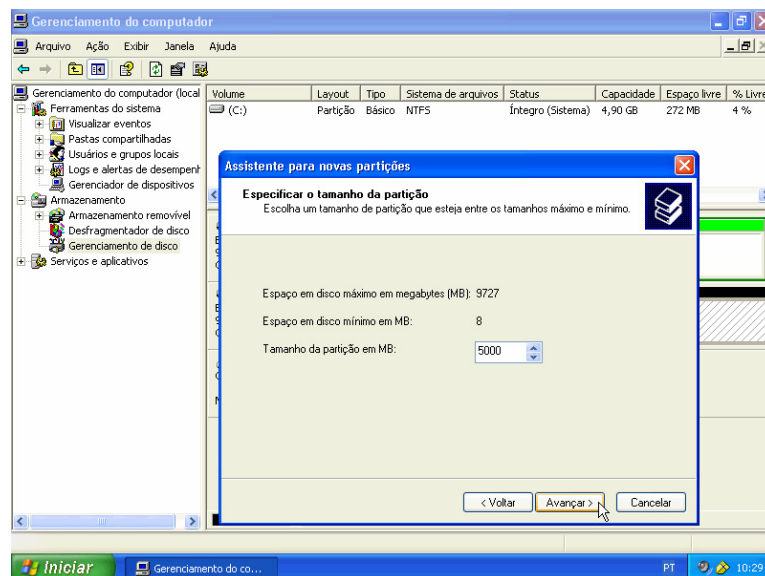 Gerenciamento do computador
Arquivo Ação Exibir Janela Ajuda
Gerenciamento do computador (local
Ferramentas do sistema
Visualizar eventos
Pastas compartilhadas
Usuários e grupos locais
Logs e alertas de desempenh
Gerenciador de dispositivos
Armazenamento
Armazenamento removível
Desfragmentador de disco
Gerenciamento de disco
Serviços e aplicativos
Volume Layout Tipo Sistema de arquivos Status Capacidade Espaço livre % Livre
(C:) Partição Básico NTFS Íntegro (Sistema) 4,90 GB 272 MB 4 %
Assistente para novas partições
Especificar o tamanho da partição
Escolha um tamanho de partição que esteja entre os tamanhos máximo e mínimo.
Espaço em disco máximo em megabytes (MB): 9727
Espaço em disco mínimo em MB: 8
Tamanho da partição em MB: 5000
< Voltar Avançar > Cancelar
Iniciar Gerenciamento do co... PT 10:29